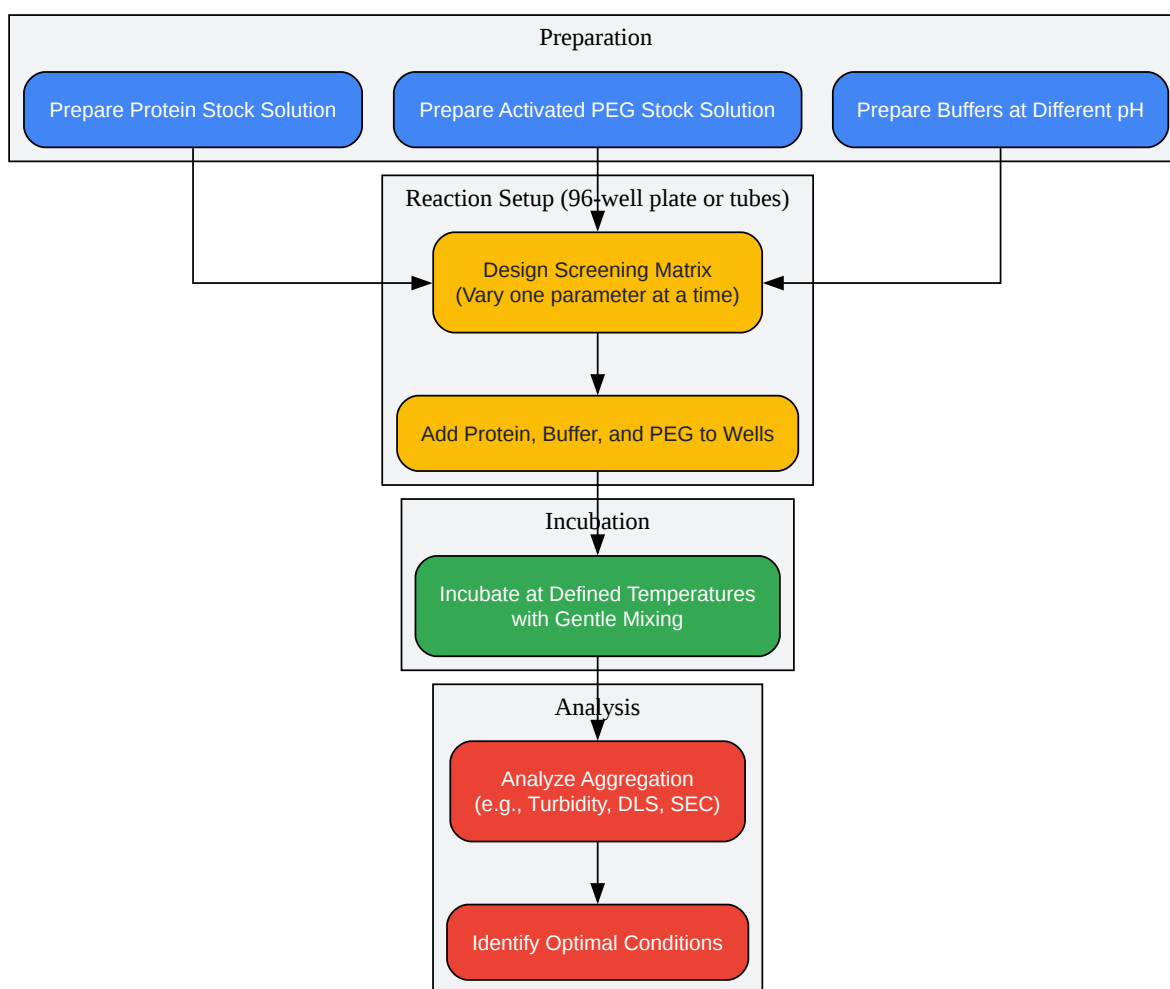 Preparation
Prepare Protein Stock Solution
Prepare Activated PEG Stock Solution
Prepare Buffers at Different pH
Reaction Setup (96-well plate or tubes)
Design Screening Matrix
(Vary one parameter at a time)
Add Protein, Buffer, and PEG to Wells
Incubation
Incubate at Defined Temperatures
with Gentle Mixing
Analysis
Analyze Aggregation
(e.g., Turbidity, DLS, SEC)
Identify Optimal Conditions